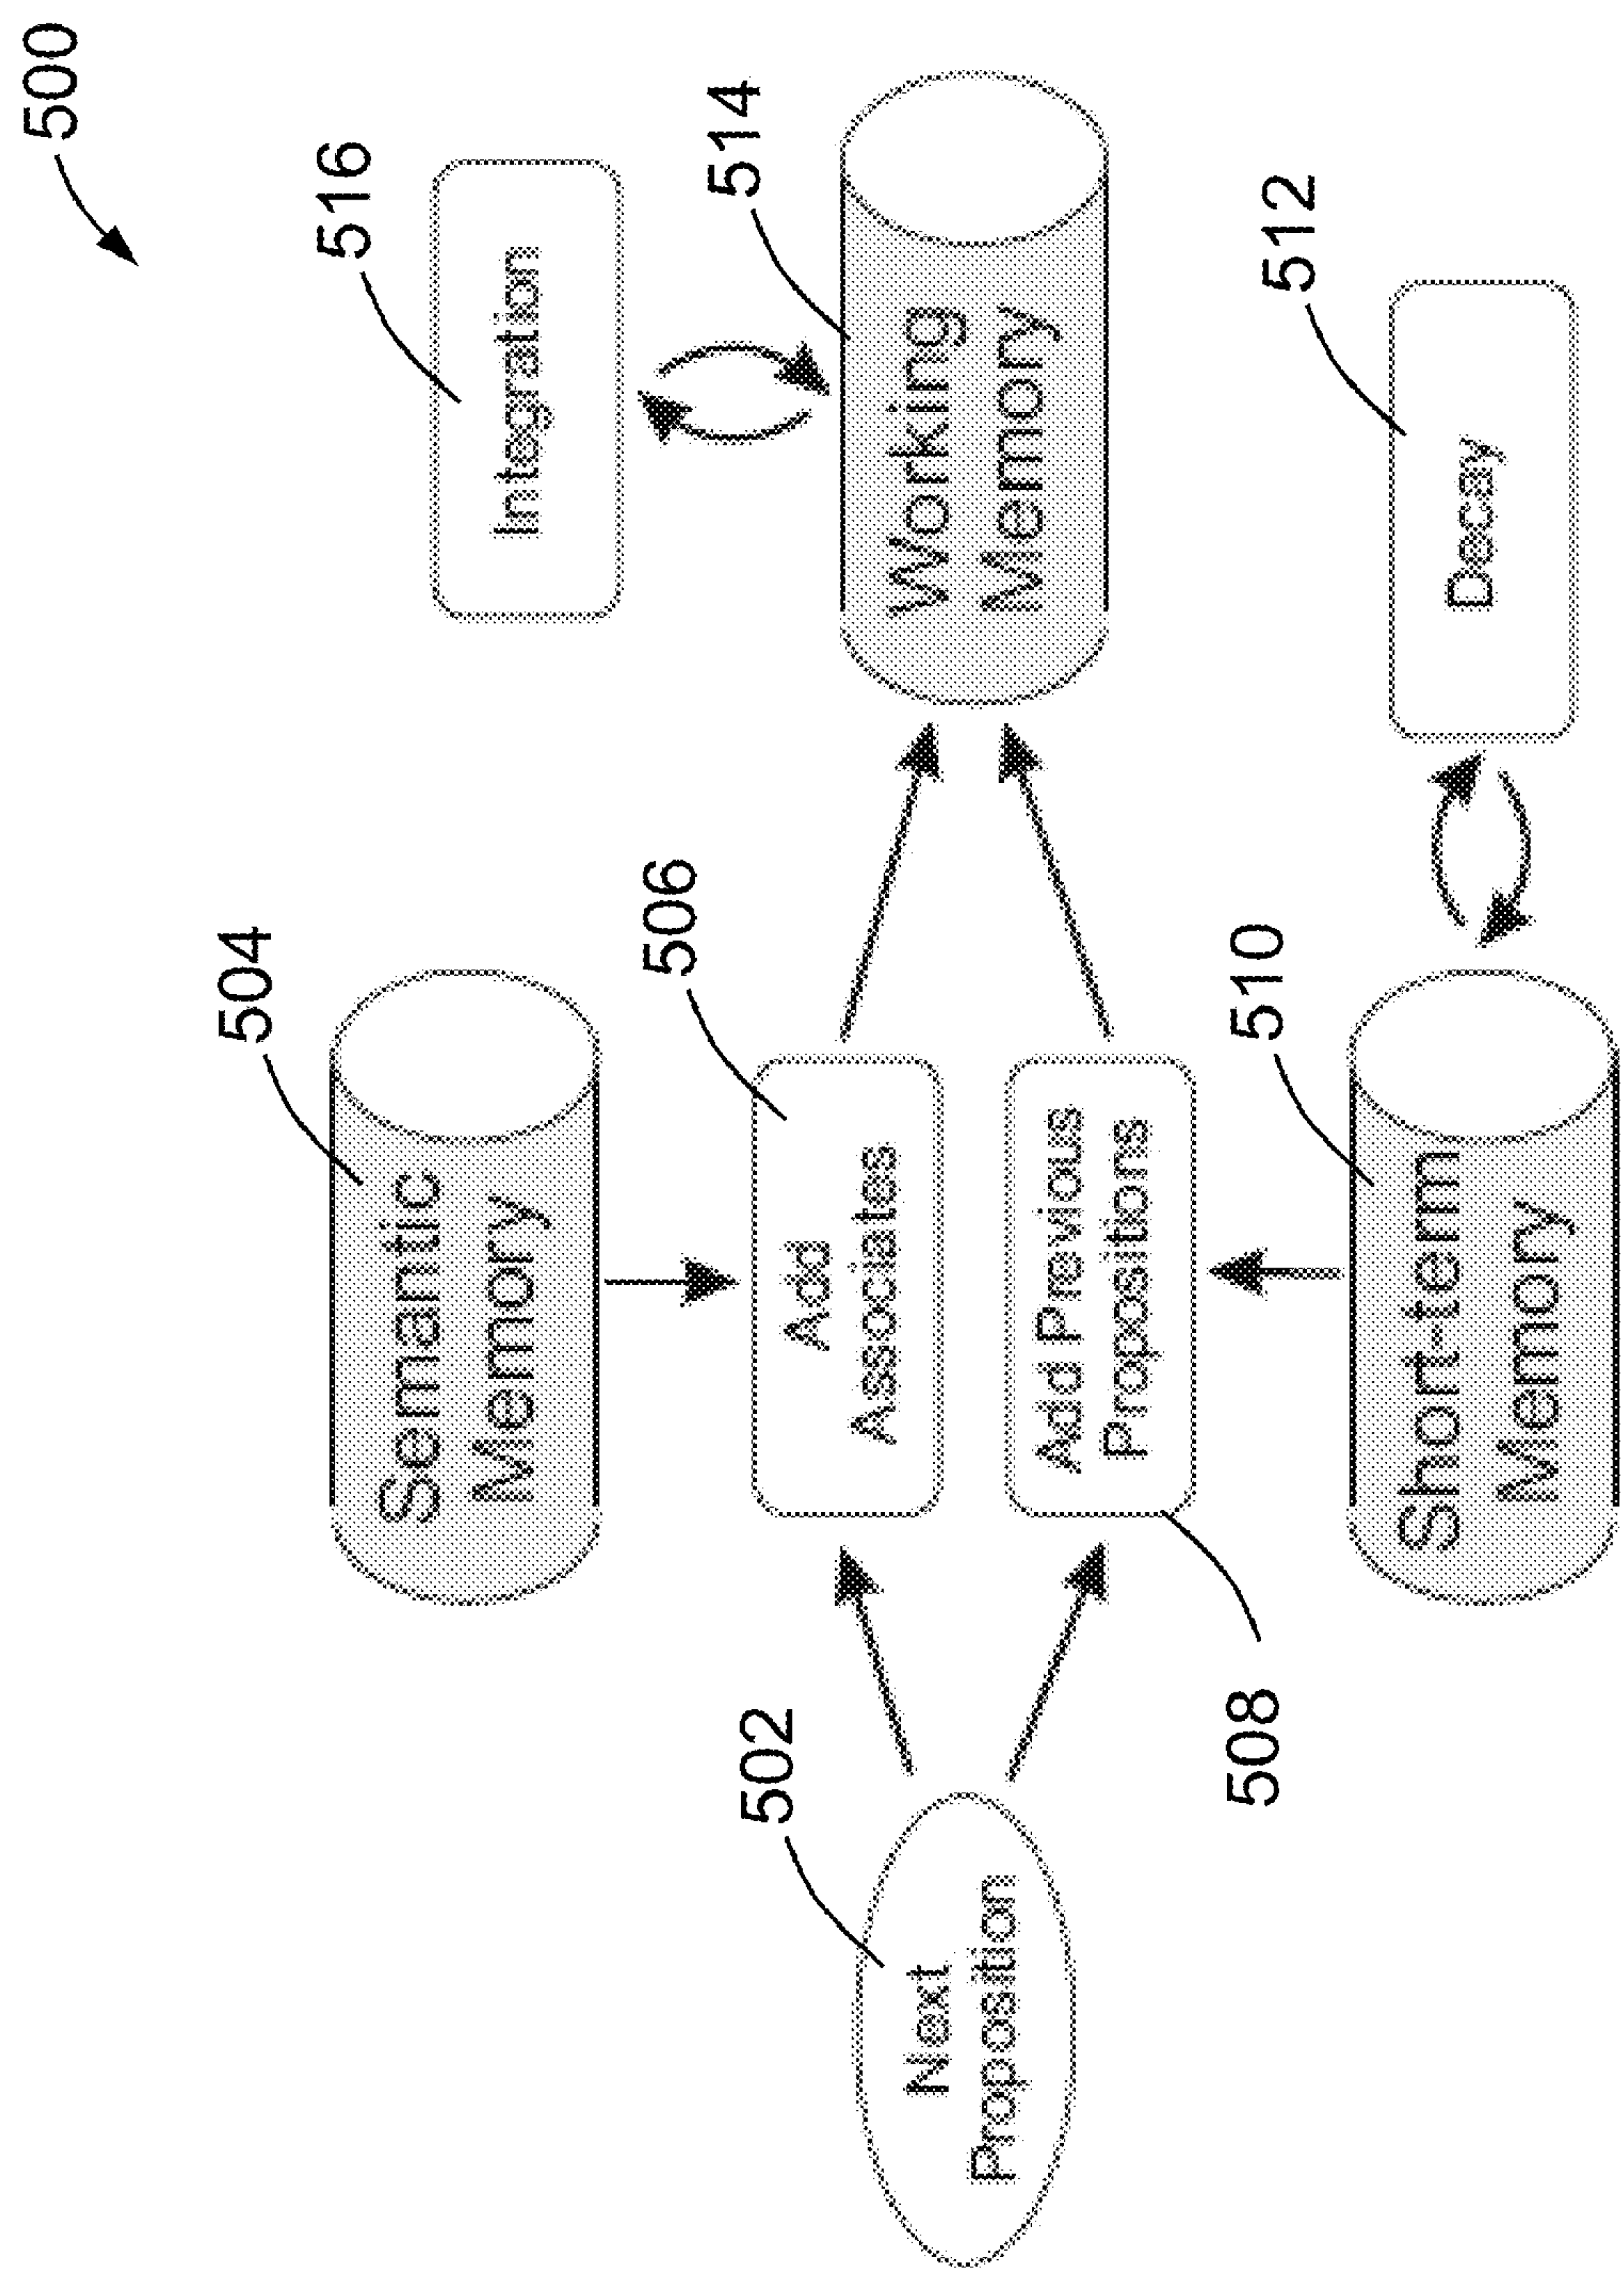 500
504
Semantic
Memory
516
Integration
506
Add
Associates
514
Working
Memory
502
Next
Proposition
Add Previous
Propositions
508
510
Short-term
Memory
512
Decay